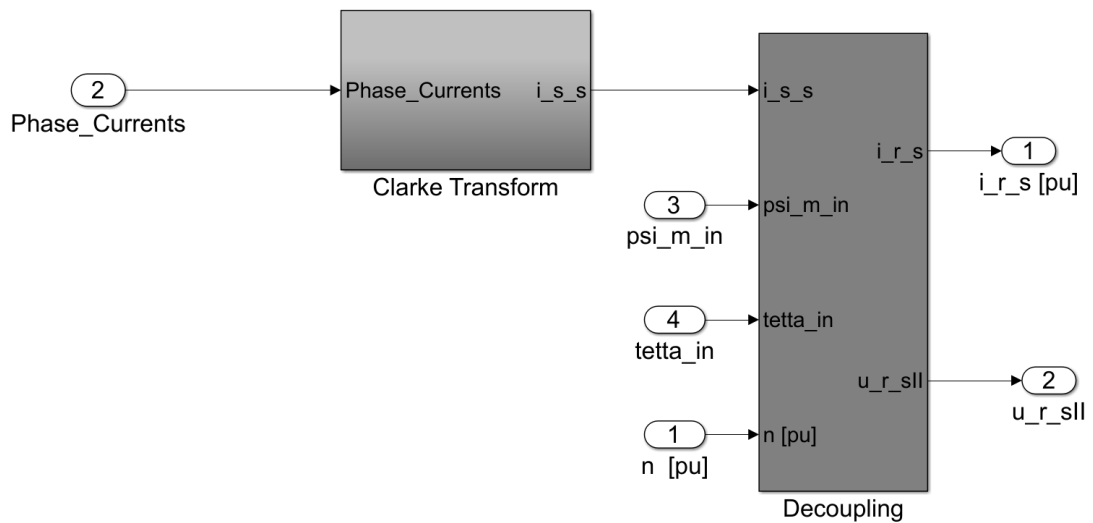 2
Phase_Currents
Phase_Currents
i_s_s
Clarke Transform
i_s_s
i_r_s
1
i_r_s [pu]
3
psi_m_in
psi_m_in
4
tetta_in
tetta_in
u_r_sII
2
u_r_sII
1
n [pu]
n [pu]
Decoupling